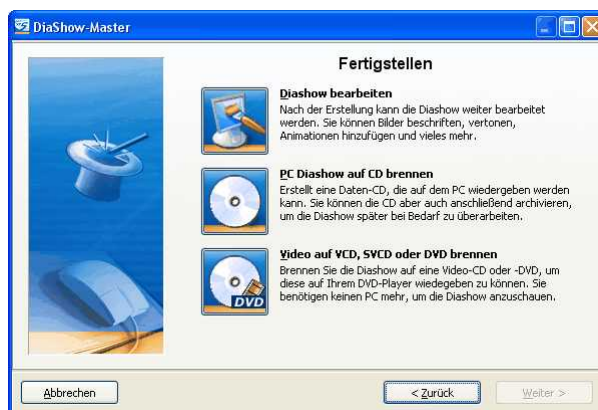 DiaShow-Master
Fertigstellen
Diashow bearbeiten
Nach der Erstellung kann die Diashow weiter bearbeitet
werden. Sie können Bilder beschriften, vertonen,
Animationen hinzufügen und vieles mehr.
PC Diashow auf CD brennen
Erstellt eine Daten-CD, die auf dem PC wiedergeben werden
kann. Sie können die CD aber auch anschließend archivieren,
um die Diashow später bei Bedarf zu überarbeiten.
Video auf VCD, SVCD oder DVD brennen
Brennen Sie die Diashow auf eine Video-CD oder -DVD, um
diese auf Ihrem DVD-Player wiedegeben zu können. Sie
benötigen keinen PC mehr, um die Diashow anzuschauen.
DVD
Abbrechen
< Zurück
Weiter >